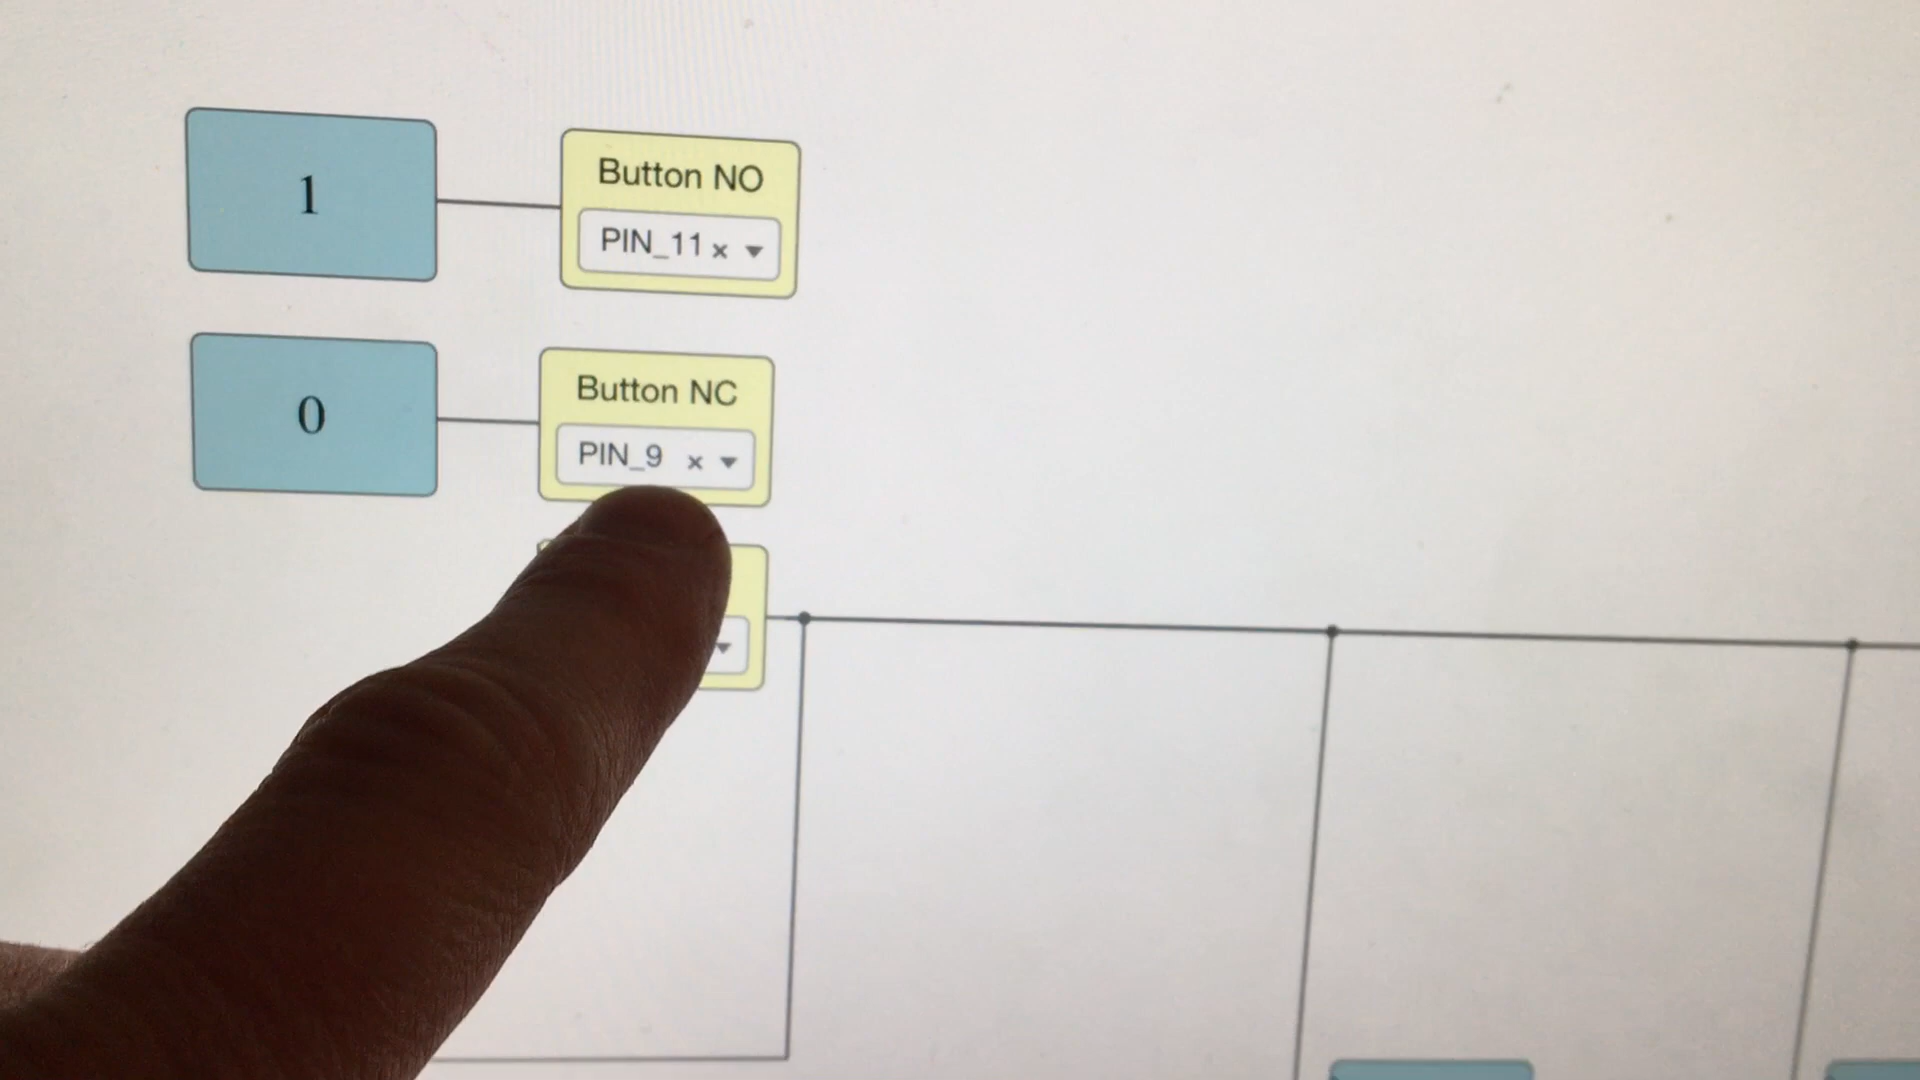 1
Button NO
PIN_11 × ▾
0
Button NC
PIN_9 × ▾